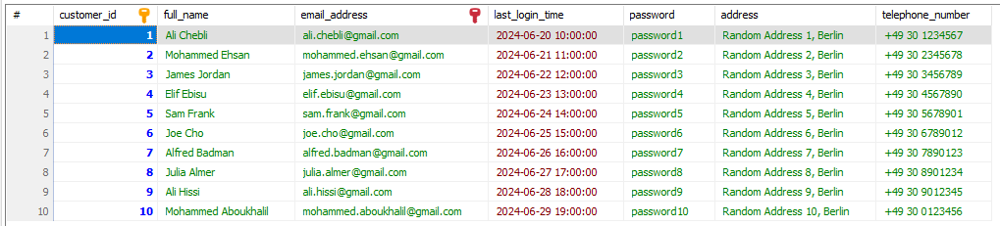 # customer_id full_name email_address last_login_time password address telephone_number
1 1 Ali Chebli ali.chebli@gmail.com 2024-06-20 10:00:00 password1 Random Address 1, Berlin +49 30 1234567
2 2 Mohammed Ehsan mohammed.ehsan@gmail.com 2024-06-21 11:00:00 password2 Random Address 2, Berlin +49 30 2345678
3 3 James Jordan james.jordan@gmail.com 2024-06-22 12:00:00 password3 Random Address 3, Berlin +49 30 3456789
4 4 Elif Ebisu elif.ebisu@gmail.com 2024-06-23 13:00:00 password4 Random Address 4, Berlin +49 30 4567890
5 5 Sam Frank sam.frank@gmail.com 2024-06-24 14:00:00 password5 Random Address 5, Berlin +49 30 5678901
6 6 Joe Cho joe.cho@gmail.com 2024-06-25 15:00:00 password6 Random Address 6, Berlin +49 30 6789012
7 7 Alfred Badman alfred.badman@gmail.com 2024-06-26 16:00:00 password7 Random Address 7, Berlin +49 30 7890123
8 8 Julia Almer julia.almer@gmail.com 2024-06-27 17:00:00 password8 Random Address 8, Berlin +49 30 8901234
9 9 Ali Hissi ali.hissi@gmail.com 2024-06-28 18:00:00 password9 Random Address 9, Berlin +49 30 9012345
10 10 Mohammed Aboukhalil mohammed.aboukhalil@gmail.com 2024-06-29 19:00:00 password10 Random Address 10, Berlin +49 30 0123456